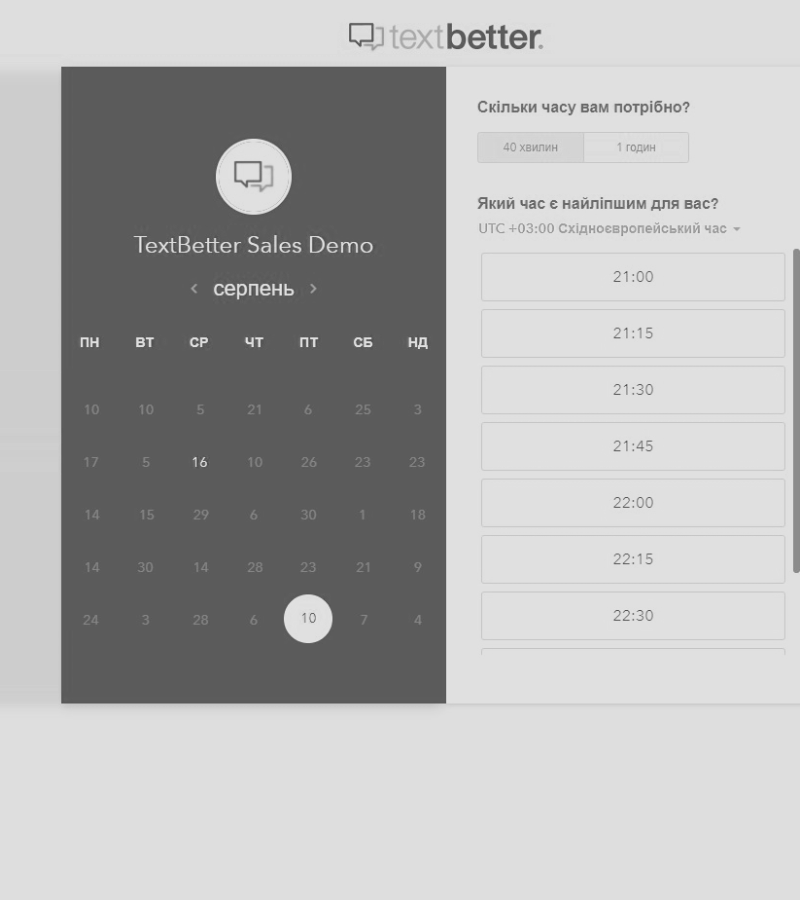 textbetter.
TextBetter Sales Demo
серпень
ПН ВТ СР ЧТ ПТ СБ НД
10 10 5 21 6 25 3
17 5 16 10 26 23 23
14 15 29 6 30 1 18
14 30 14 28 23 21 9
24 3 28 6 10 7 4
Скільки часу вам потрібно?
40 хвилин 1 годин
Який час є найліпшим для вас?
UTC +03:00 Східноєвропейський час
21:00
21:15
21:30
21:45
22:00
22:15
22:30